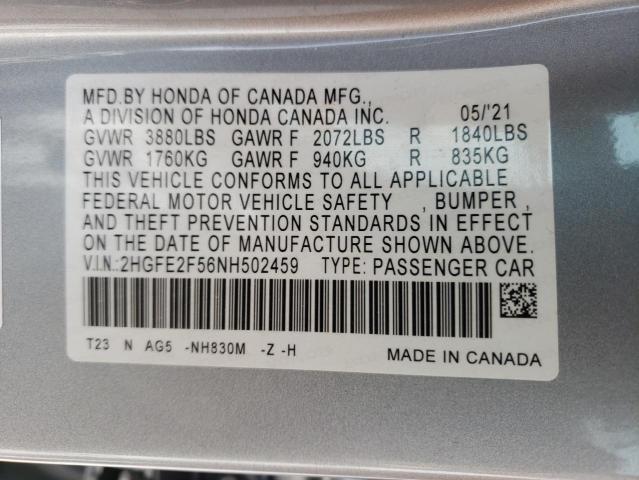 MFD.BY HONDA OF CANADA MFG.,
A DIVISION OF HONDA CANADA INC. 05/'21
GVWR 3880LBS GAWR F 2072LBS R 1840LBS
GVWR 1760KG GAWR F 940KG R 835KG
THIS VEHICLE CONFORMS TO ALL APPLICABLE
FEDERAL MOTOR VEHICLE SAFETY , BUMPER ,
AND THEFT PREVENTION STANDARDS IN EFFECT
ON THE DATE OF MANUFACTURE SHOWN ABOVE.
V.I.N.:2HGFE2F56NH502459 TYPE: PASSENGER CAR
T23 N AG5 -NH830M -Z -H MADE IN CANADA